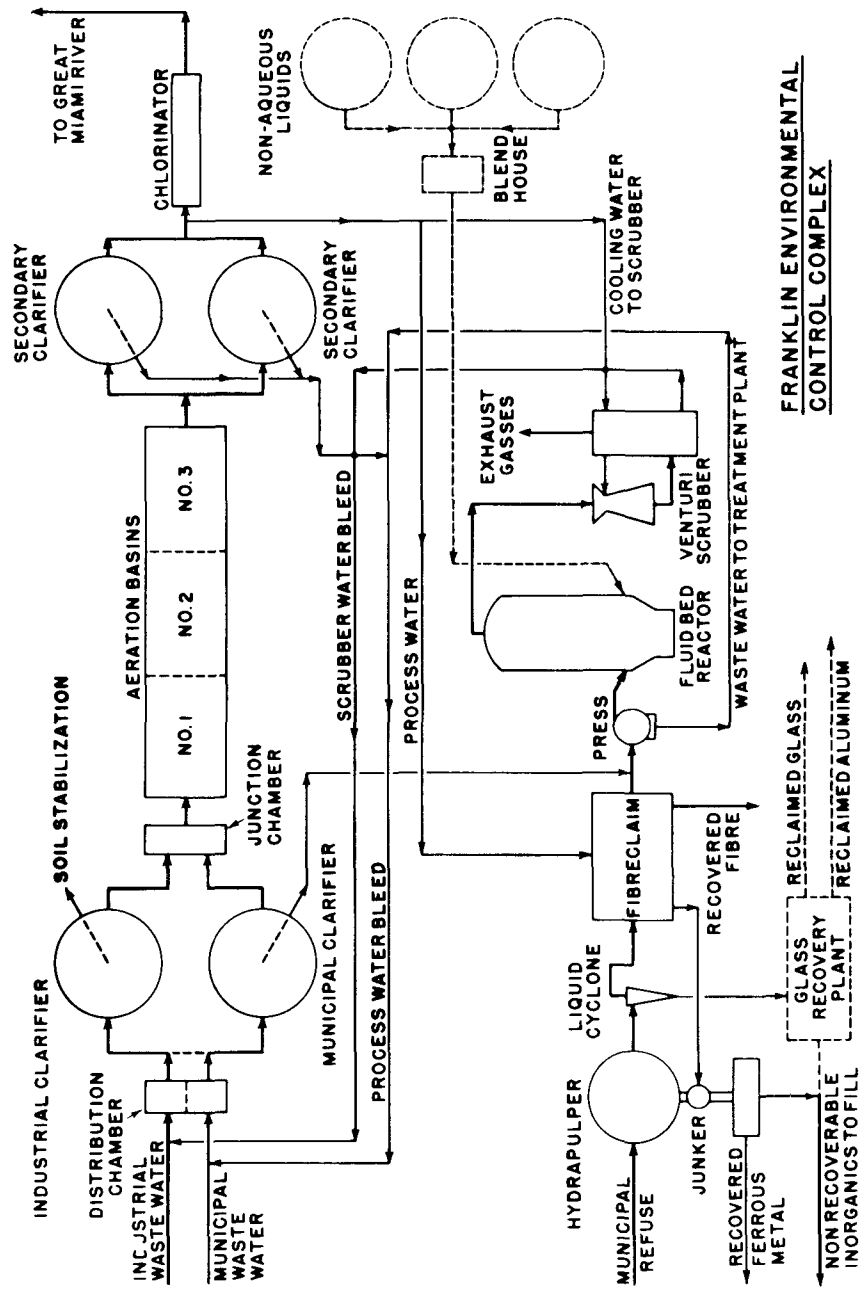 TO GREAT
MIAMI RIVER
CHLORINATOR
NON-AQUEOUS
LIQUIDS
BLEND
HOUSE
SECONDARY
CLARIFIER
SECONDARY
CLARIFIER
COOLING WATER
TO SCRUBBER
AERATION BASINS
NO. 1
NO. 2
NO. 3
SOIL STABILIZATION
JUNCTION
CHAMBER
INDUSTRIAL CLARIFIER
MUNICIPAL CLARIFIER
DISTRIBUTION
CHAMBER
INDUSTRIAL
WASTE WATER
MUNICIPAL
WASTE
WATER
SCRUBBER WATER BLEED
PROCESS WATER BLEED
PROCESS WATER
EXHAUST
GASSES
VENTURI
SCRUBBER
FLUID BED
REACTOR
WASTE WATER TO TREATMENT PLANT
PRESS
FIBRECLAIM
RECOVERED
FIBRE
LIQUID
CYCLONE
HYDRAPULPER
MUNICIPAL
REFUSE
JUNKER
RECOVERED
FERROUS
METAL
GLASS
RECOVERY
PLANT
RECLAIMED GLASS
RECLAIMED ALUMINUM
NON RECOVERABLE
INORGANICS TO FILL
FRANKLIN ENVIRONMENTAL
CONTROL COMPLEX